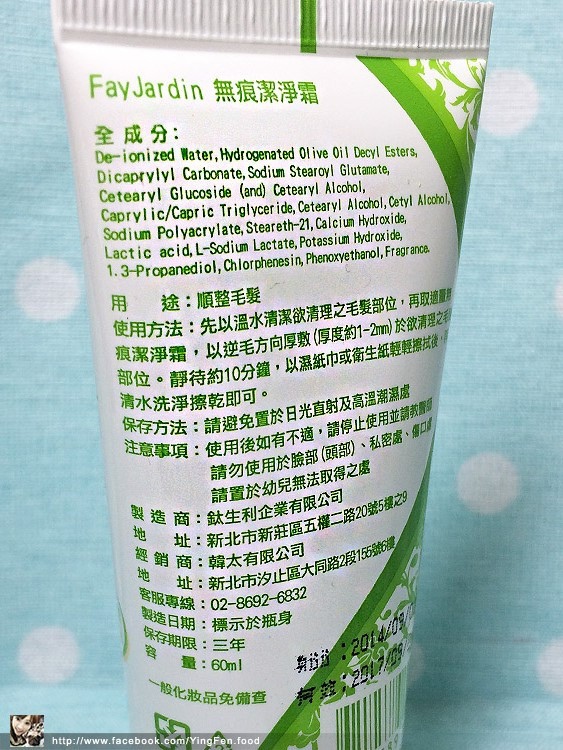 FayJardin 無痕潔淨霜
全成分：
De-ionized Water,Hydrogenated Olive Oil Decyl Esters,
Dicaprylyl Carbonate,Sodium Stearoyl Glutamate,
Cetearyl Glucoside (and) Cetearyl Alcohol,
Caprylic/Capric Triglyceride,Cetearyl Alcohol,Cetyl Alcohol,
Sodium Polyacrylate,Steareth-21,Calcium Hydroxide,
Lactic acid,L-Sodium Lactate,Potassium Hydroxide,
1.3-Propanediol,Chlorphenesin,Phenoxyethanol,Fragrance.
用 途：順整毛髮
使用方法：先以溫水清潔欲清理之毛髮部位，再取適量無
痕潔淨霜，以逆毛方向厚敷(厚度約1-2mm)於欲清理之毛
部位。靜待約10分鐘，以濕紙巾或衛生紙輕輕擦拭後，
清水洗淨擦乾即可。
保存方法：請避免置於日光直射及高溫潮濕處
注意事項：使用後如有不適，請停止使用並請教醫師
請勿使用於臉部(頭部)、私密處、傷口處
請置於幼兒無法取得之處
製造商：鈦生利企業有限公司
地 址：新北市新莊區五權二路20號5樓之9
經銷商：韓太有限公司
地 址：新北市汐止區大同路2段155號6樓
客服專線：02-8692-6832
製造日期：標示於瓶身
保存期限：三年
容 量：60ml
一般化妝品免備查
製造：2014/09/
有效：2017/09/
http://www.facebook.com/YingFen.food